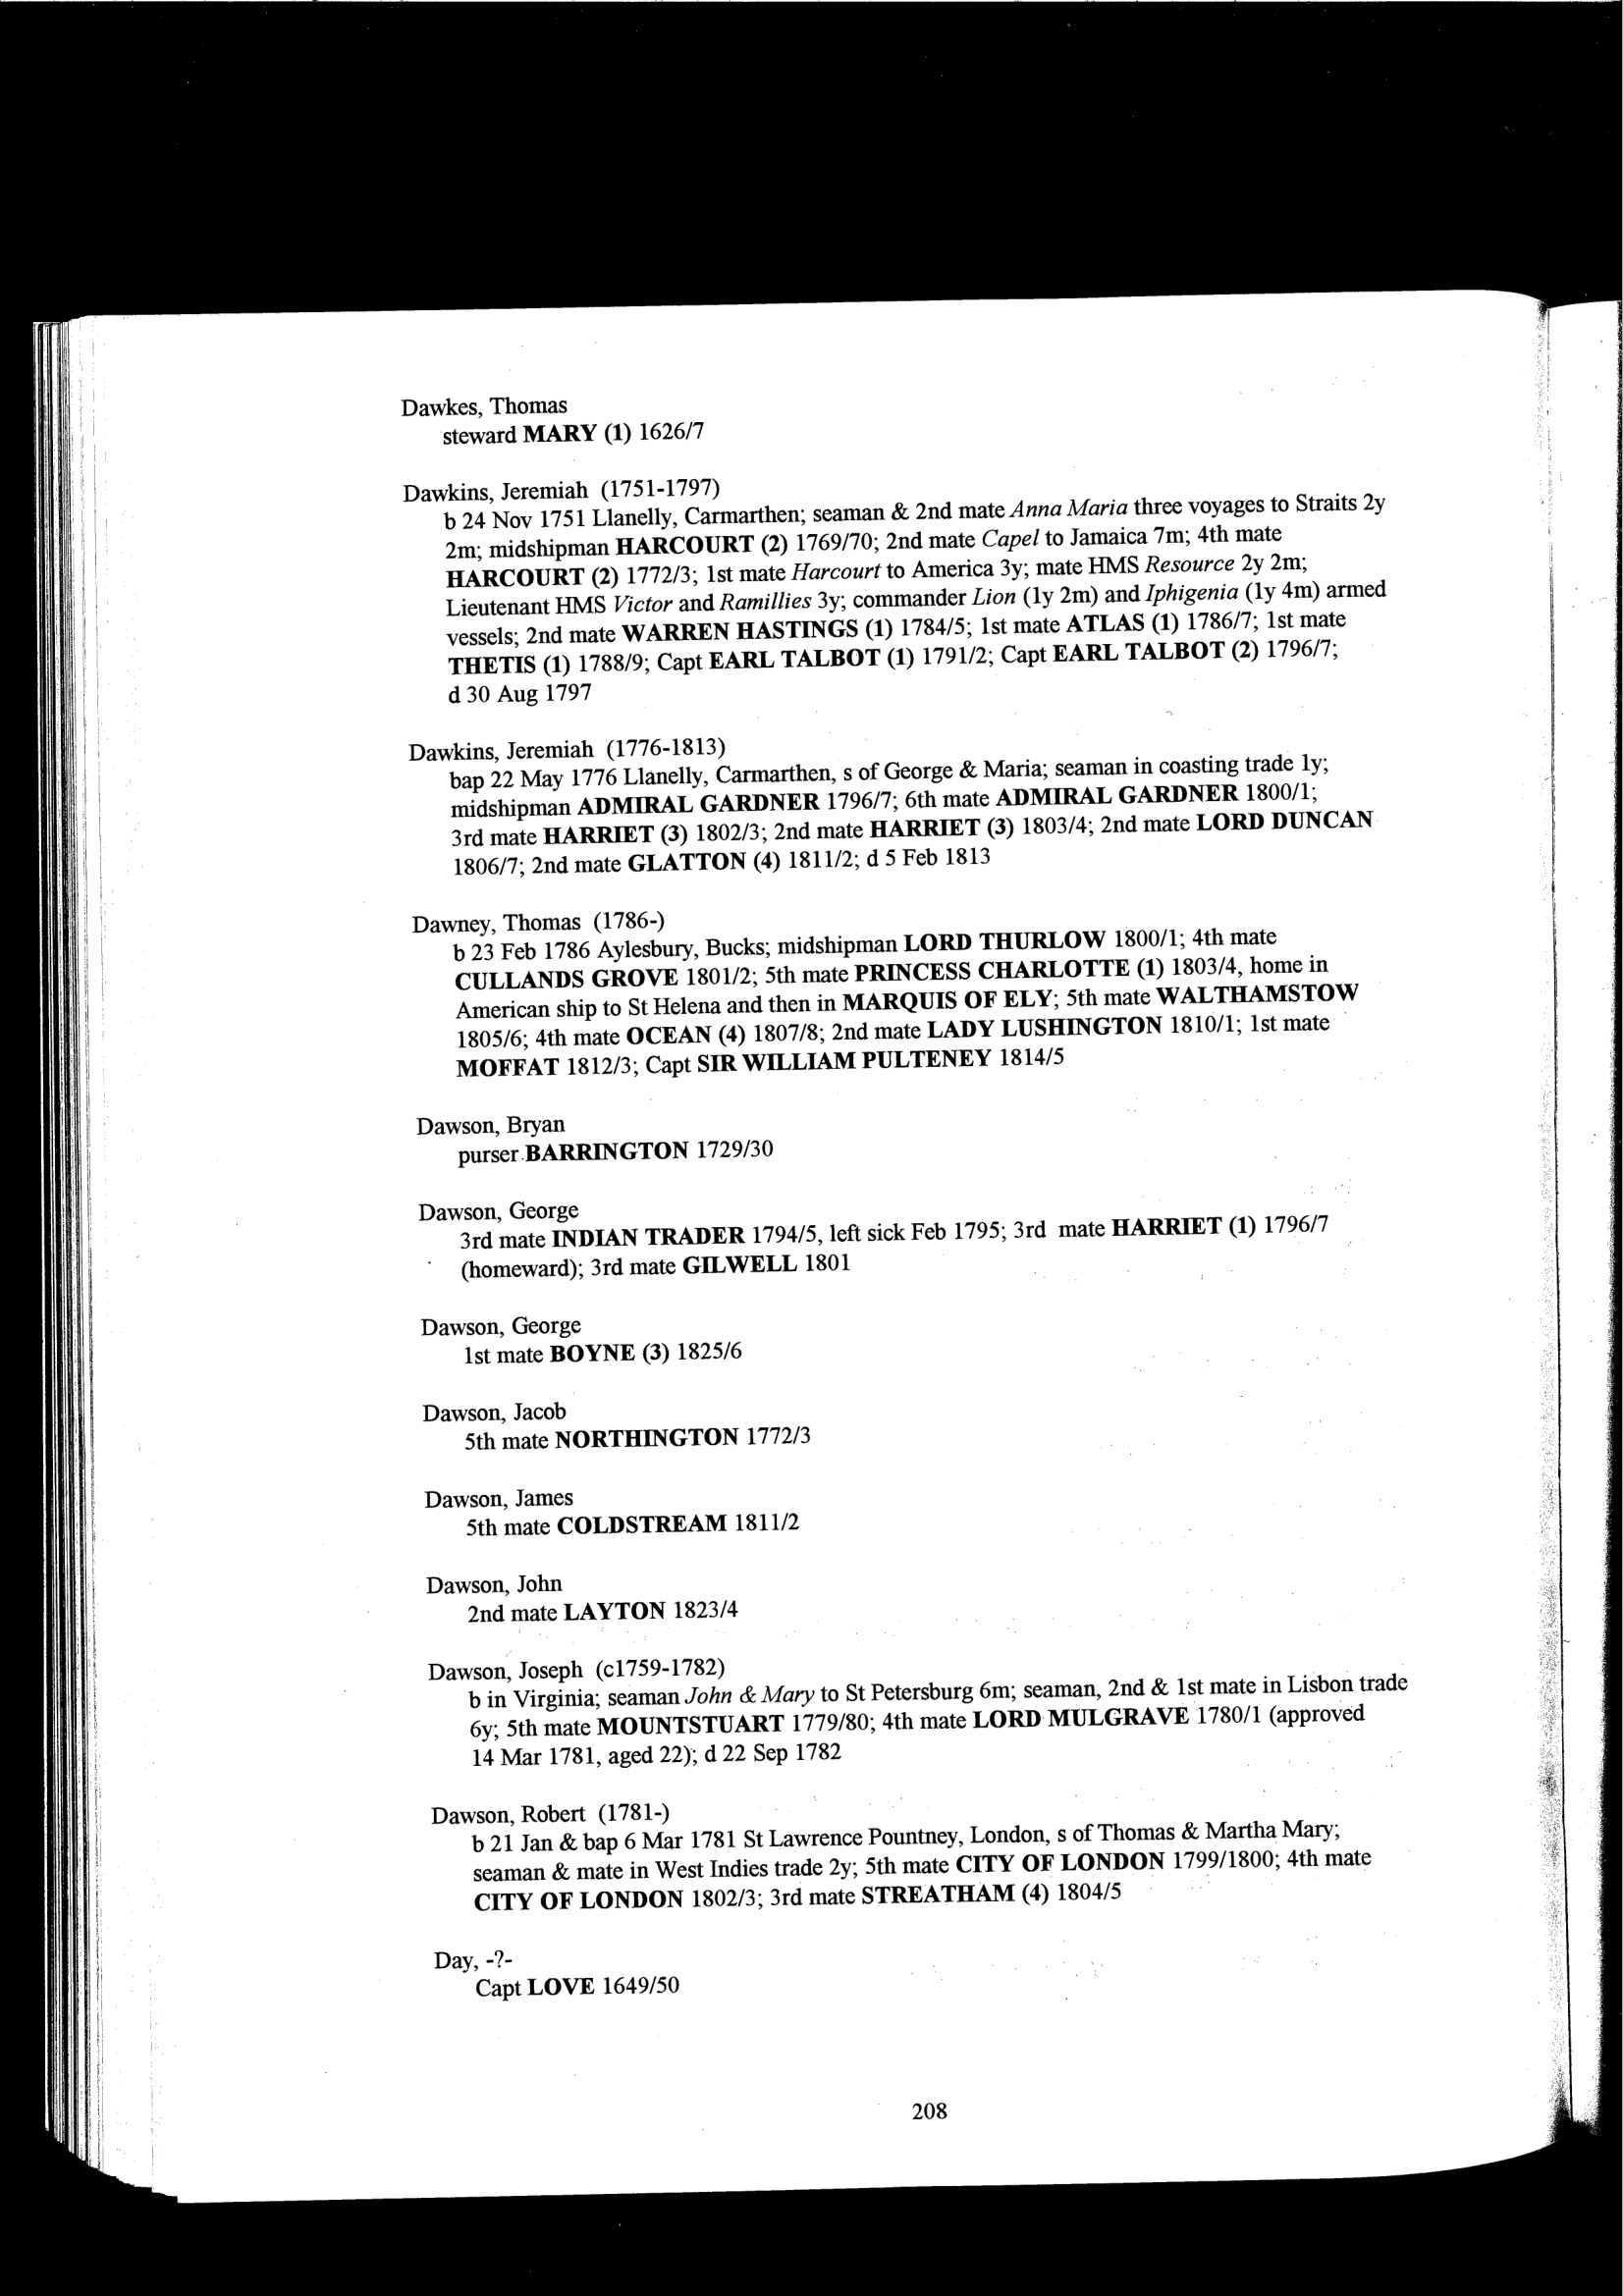 Dawkes, Thomas
steward MARY (1) 1626/7
Dawkins, Jeremiah (1751-1797)
b 24 Nov 1751 Llanelly, Carmarthen; seaman & 2nd mate Anna Maria three voyages to Straits 2y
2m; midshipman HARCOURT (2) 1769/70; 2nd mate Capel to Jamaica 7m; 4th mate
HARCOURT (2) 1772/3; 1st mate Harcourt to America 3y; mate HMS Resource 2y 2m;
Lieutenant HMS Victor and Ramillies 3y; commander Lion (1y 2m) and Iphigenia (1y 4m) armed
vessels; 2nd mate WARREN HASTINGS (1) 1784/5; 1st mate ATLAS (1) 1786/7; 1st mate
THETIS (1) 1788/9; Capt EARL TALBOT (1) 1791/2; Capt EARL TALBOT (2) 1796/7;
d 30 Aug 1797
Dawkins, Jeremiah (1776-1813)
bap 22 May 1776 Llanelly, Carmarthen, s of George & Maria; seaman in coasting trade 1y;
midshipman ADMIRAL GARDNER 1796/7; 6th mate ADMIRAL GARDNER 1800/1;
3rd mate HARRIET (3) 1802/3; 2nd mate HARRIET (3) 1803/4; 2nd mate LORD DUNCAN
1806/7; 2nd mate GLATTON (4) 1811/2; d 5 Feb 1813
Dawney, Thomas (1786-)
b 23 Feb 1786 Aylesbury, Bucks; midshipman LORD THURLOW 1800/1; 4th mate
CULLANDS GROVE 1801/2; 5th mate PRINCESS CHARLOTTE (1) 1803/4, home in
American ship to St Helena and then in MARQUIS OF ELY; 5th mate WALTHAMSTOW
1805/6; 4th mate OCEAN (4) 1807/8; 2nd mate LADY LUSHINGTON 1810/1; 1st mate
MOFFAT 1812/3; Capt SIR WILLIAM PULTENEY 1814/5
Dawson, Bryan
purser BARRINGTON 1729/30
Dawson, George
3rd mate INDIAN TRADER 1794/5, left sick Feb 1795; 3rd mate HARRIET (1) 1796/7
(homeward); 3rd mate GILWELL 1801
Dawson, George
1st mate BOYNE (3) 1825/6
Dawson, Jacob
5th mate NORTHINGTON 1772/3
Dawson, James
5th mate COLDSTREAM 1811/2
Dawson, John
2nd mate LAYTON 1823/4
Dawson, Joseph (c1759-1782)
b in Virginia; seaman John & Mary to St Petersburg 6m; seaman, 2nd & 1st mate in Lisbon trade
6y; 5th mate MOUNTSTUART 1779/80; 4th mate LORD MULGRAVE 1780/1 (approved
14 Mar 1781, aged 22); d 22 Sep 1782
Dawson, Robert (1781-)
b 21 Jan & bap 6 Mar 1781 St Lawrence Pountney, London, s of Thomas & Martha Mary;
seaman & mate in West Indies trade 2y; 5th mate CITY OF LONDON 1799/1800; 4th mate
CITY OF LONDON 1802/3; 3rd mate STREATHAM (4) 1804/5
Day, -?-
Capt LOVE 1649/50
208